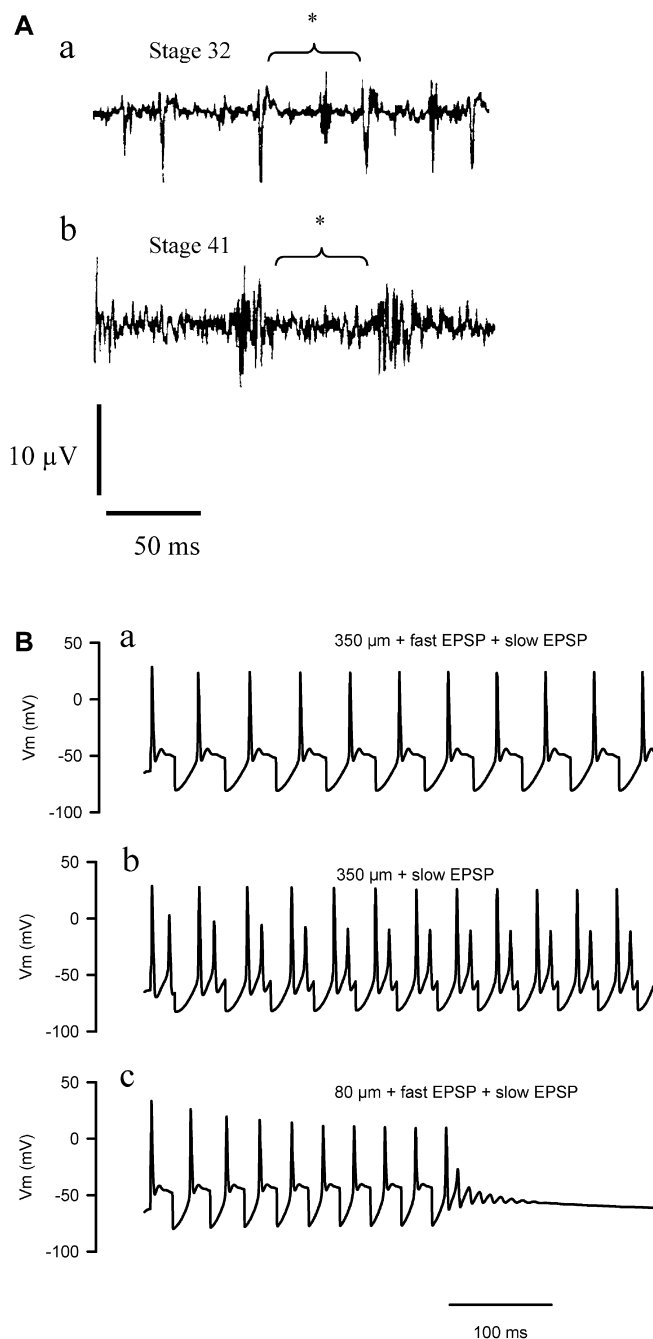 A
a
Stage 32
*
b
Stage 41
*
10 µV
50 ms
B
a
350 µm + fast EPSP + slow EPSP
50
0
-50
-100
Vm (mV)
b
350 µm + slow EPSP
50
0
-50
-100
Vm (mV)
c
80 µm + fast EPSP + slow EPSP
50
0
-50
-100
Vm (mV)
100 ms